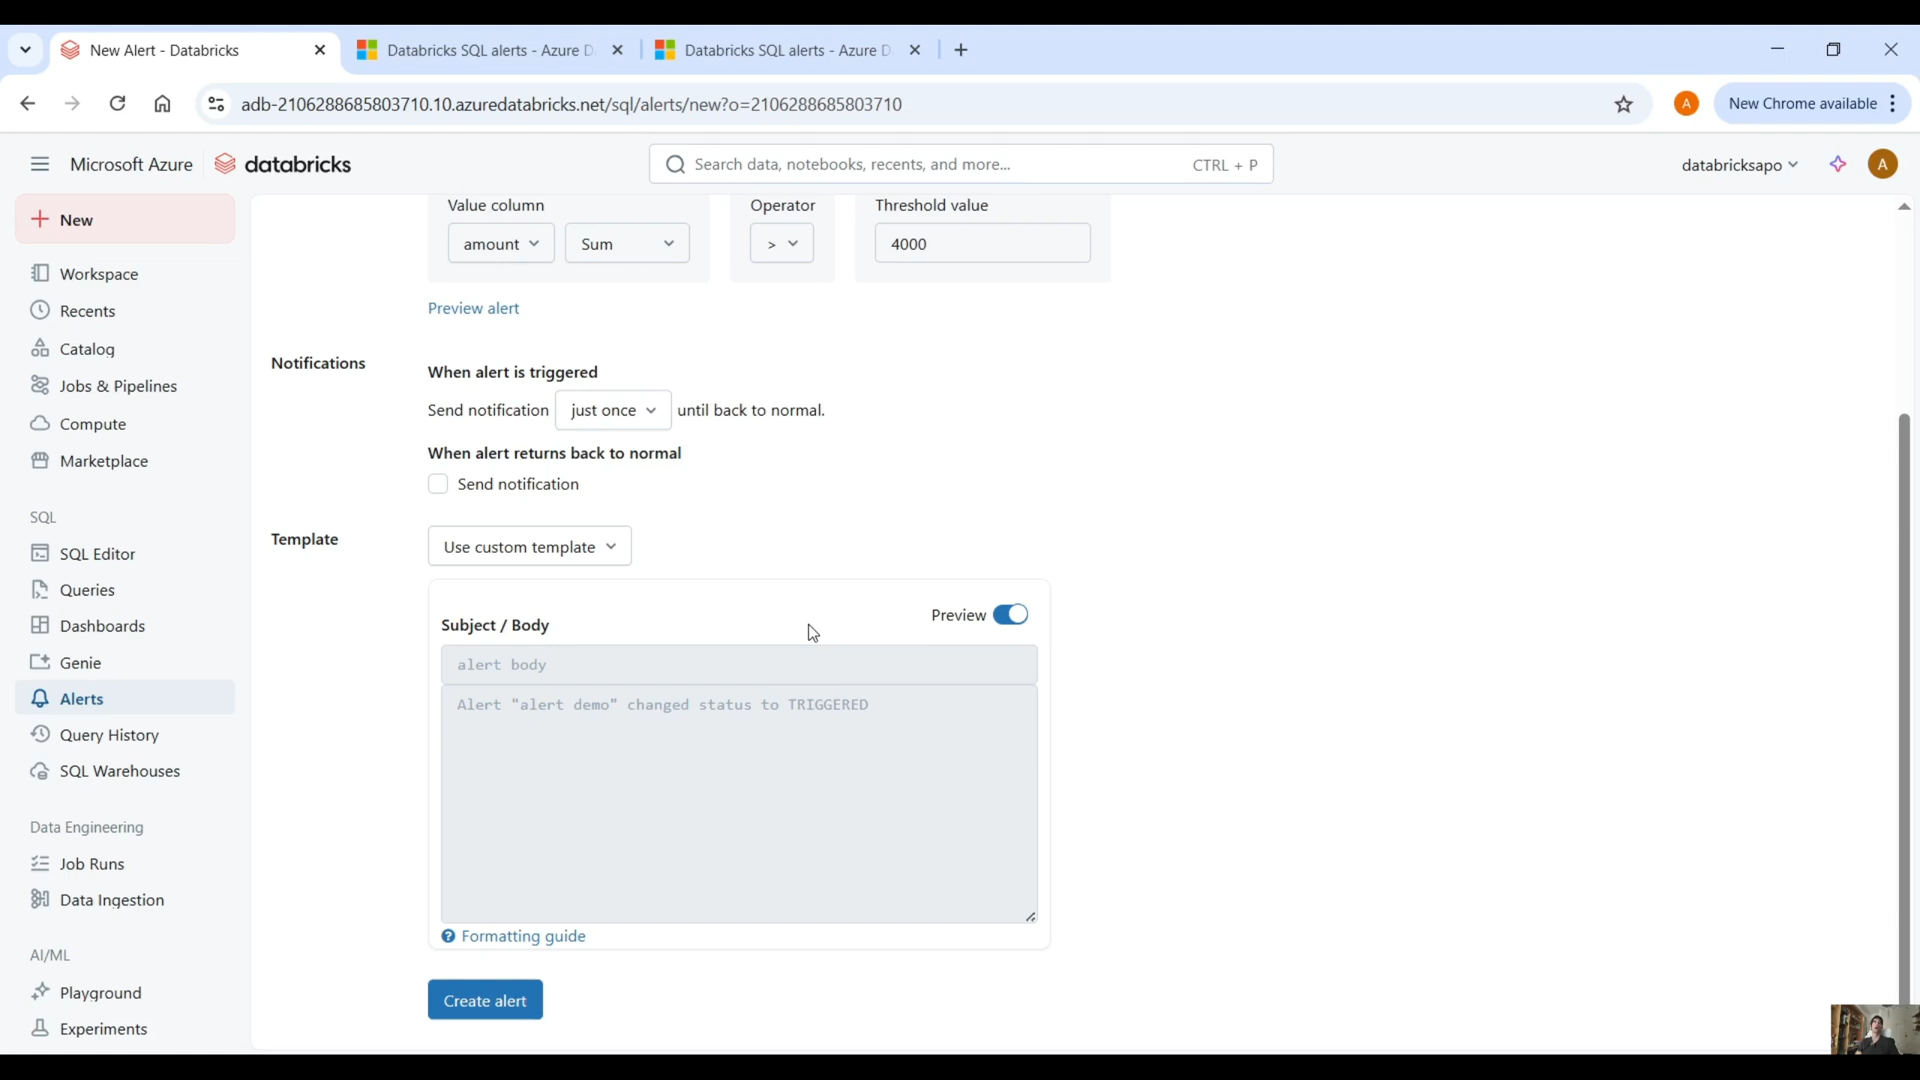 New Alert - Databricks
Databricks SQL alerts - Azure D
Databricks SQL alerts - Azure D
adb-2106288685803710.10.azuredatabricks.net/sql/alerts/new?o=2106288685803710
A
New Chrome available
Microsoft Azure
databricks
Search data, notebooks, recents, and more...
CTRL + P
databricksapo
A
New
Workspace
Recents
Catalog
Jobs & Pipelines
Compute
Marketplace
SQL
SQL Editor
Queries
Dashboards
Genie
Alerts
Query History
SQL Warehouses
Data Engineering
Job Runs
Data Ingestion
AI/ML
Playground
Experiments
Value column
Operator
Threshold value
amount
Sum
>
4000
Preview alert
Notifications
When alert is triggered
Send notification just once until back to normal.
When alert returns back to normal
Send notification
Template
Use custom template
Preview
Subject / Body
alert body
Alert "alert demo" changed status to TRIGGERED
Formatting guide
Create alert